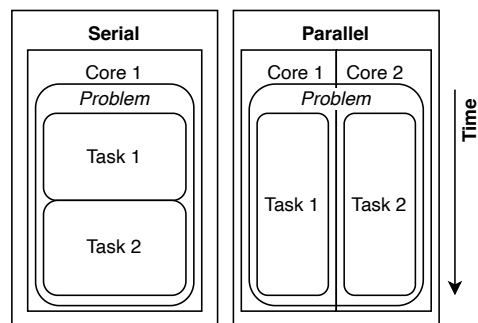 Serial
Core 1
Problem
Task 1
Task 2
Parallel
Core 1
Core 2
Problem
Task 1
Task 2
Time